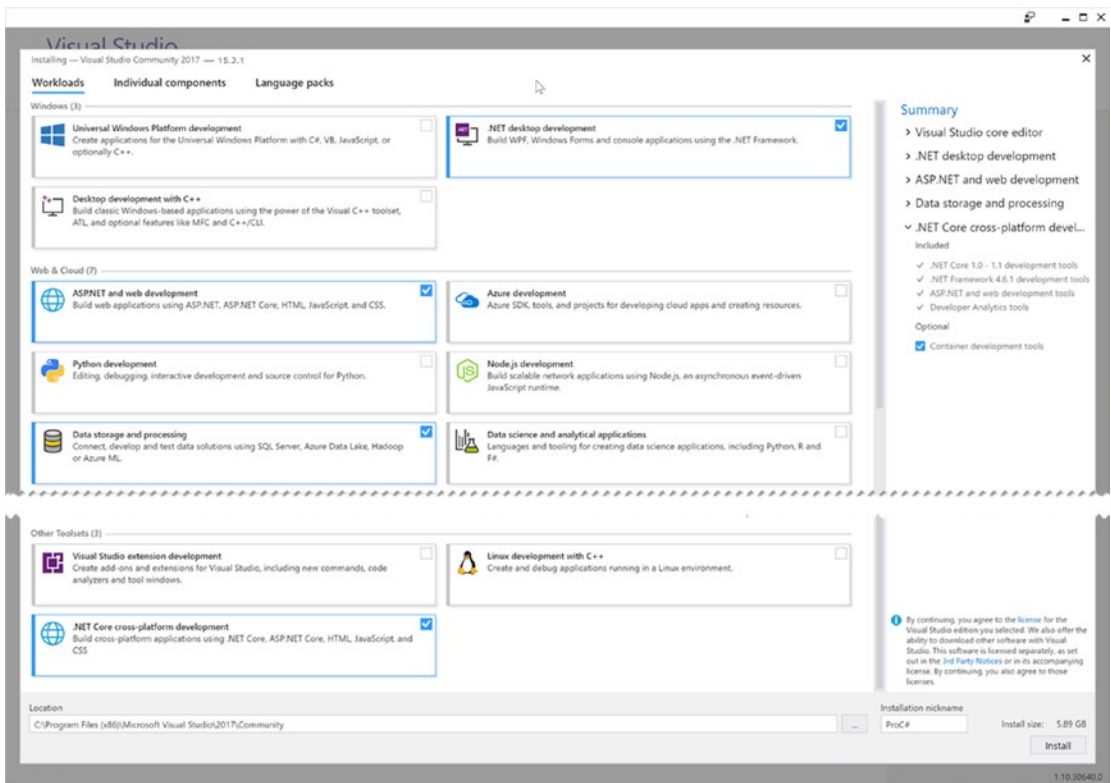 Visual Studio
Installing — Visual Studio Community 2017 — 15.2.1
Workloads
Individual components
Language packs
Windows (3)
Universal Windows Platform development
Create applications for the Universal Windows Platform with C#, VB, JavaScript, or
optionally C++.
.NET desktop development
Build WPF, Windows Forms and console applications using the .NET Framework.
Desktop development with C++
Build classic Windows-based applications using the power of the Visual C++ toolset,
ATL, and optional features like MFC and C++/CLI.
Web & Cloud (7)
ASP.NET and web development
Build web applications using ASP.NET, ASP.NET Core, HTML, JavaScript, and CSS.
Azure development
Azure SDK, tools, and projects for developing cloud apps and creating resources.
Python development
Editing, debugging, interactive development and source control for Python.
JS
Node.js development
Build scalable network applications using Node.js, an asynchronous event-driven
JavaScript runtime.
Data storage and processing
Connect, develop and test data solutions using SQL Server, Azure Data Lake, Hadoop
or Azure ML.
Data science and analytical applications
Languages and tooling for creating data science applications, including Python, R and
F#.
Other Toolsets (3)
Visual Studio extension development
Create add-ons and extensions for Visual Studio, including new commands, code
analyzers and tool windows.
Linux development with C++
Create and debug applications running in a Linux environment.
.NET Core cross-platform development
Build cross-platform applications using .NET Core, ASP.NET Core, HTML, JavaScript, and
CSS
Summary
Visual Studio core editor
.NET desktop development
ASP.NET and web development
Data storage and processing
.NET Core cross-platform devel...
Included
.NET Core 1.0 - 1.1 development tools
.NET Framework 4.6.1 development tools
ASP.NET and web development tools
Developer Analytics tools
Optional
Container development tools
By continuing, you agree to the license for the
Visual Studio edition you selected. We also offer the
ability to download other software with Visual
Studio. This software is licensed separately, as set
out in the 3rd Party Notices or in its accompanying
license. By continuing, you also agree to those
licenses.
Location
C:\Program Files (x86)\Microsoft Visual Studio\2017\Community
...
Installation nickname
ProC#
Install size: 5.89 GB
Install
1.10.30640.0